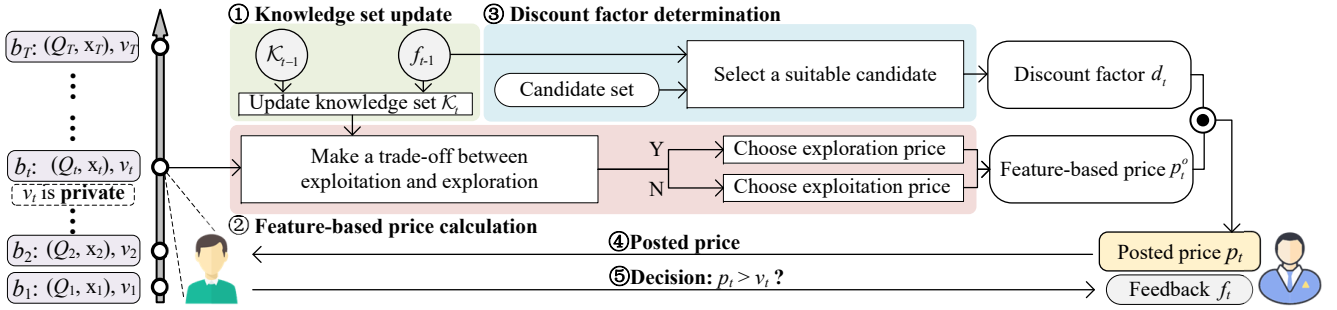 ① Knowledge set update
③ Discount factor determination
b_T: (Q_T, x_T), v_T
K_{t−1}
f_{t-1}
Candidate set
Select a suitable candidate
Discount factor d_t
Update knowledge set K_t
b_t: (Q_t, x_t), v_t
v_t is private
Make a trade-off between
exploitation and exploration
Y
N
Choose exploration price
Choose exploitation price
Feature-based price p_t^o
② Feature-based price calculation
b_2: (Q_2, x_2), v_2
b_1: (Q_1, x_1), v_1
④Posted price
⑤Decision: p_t > v_t ?
Posted price p_t
Feedback f_t